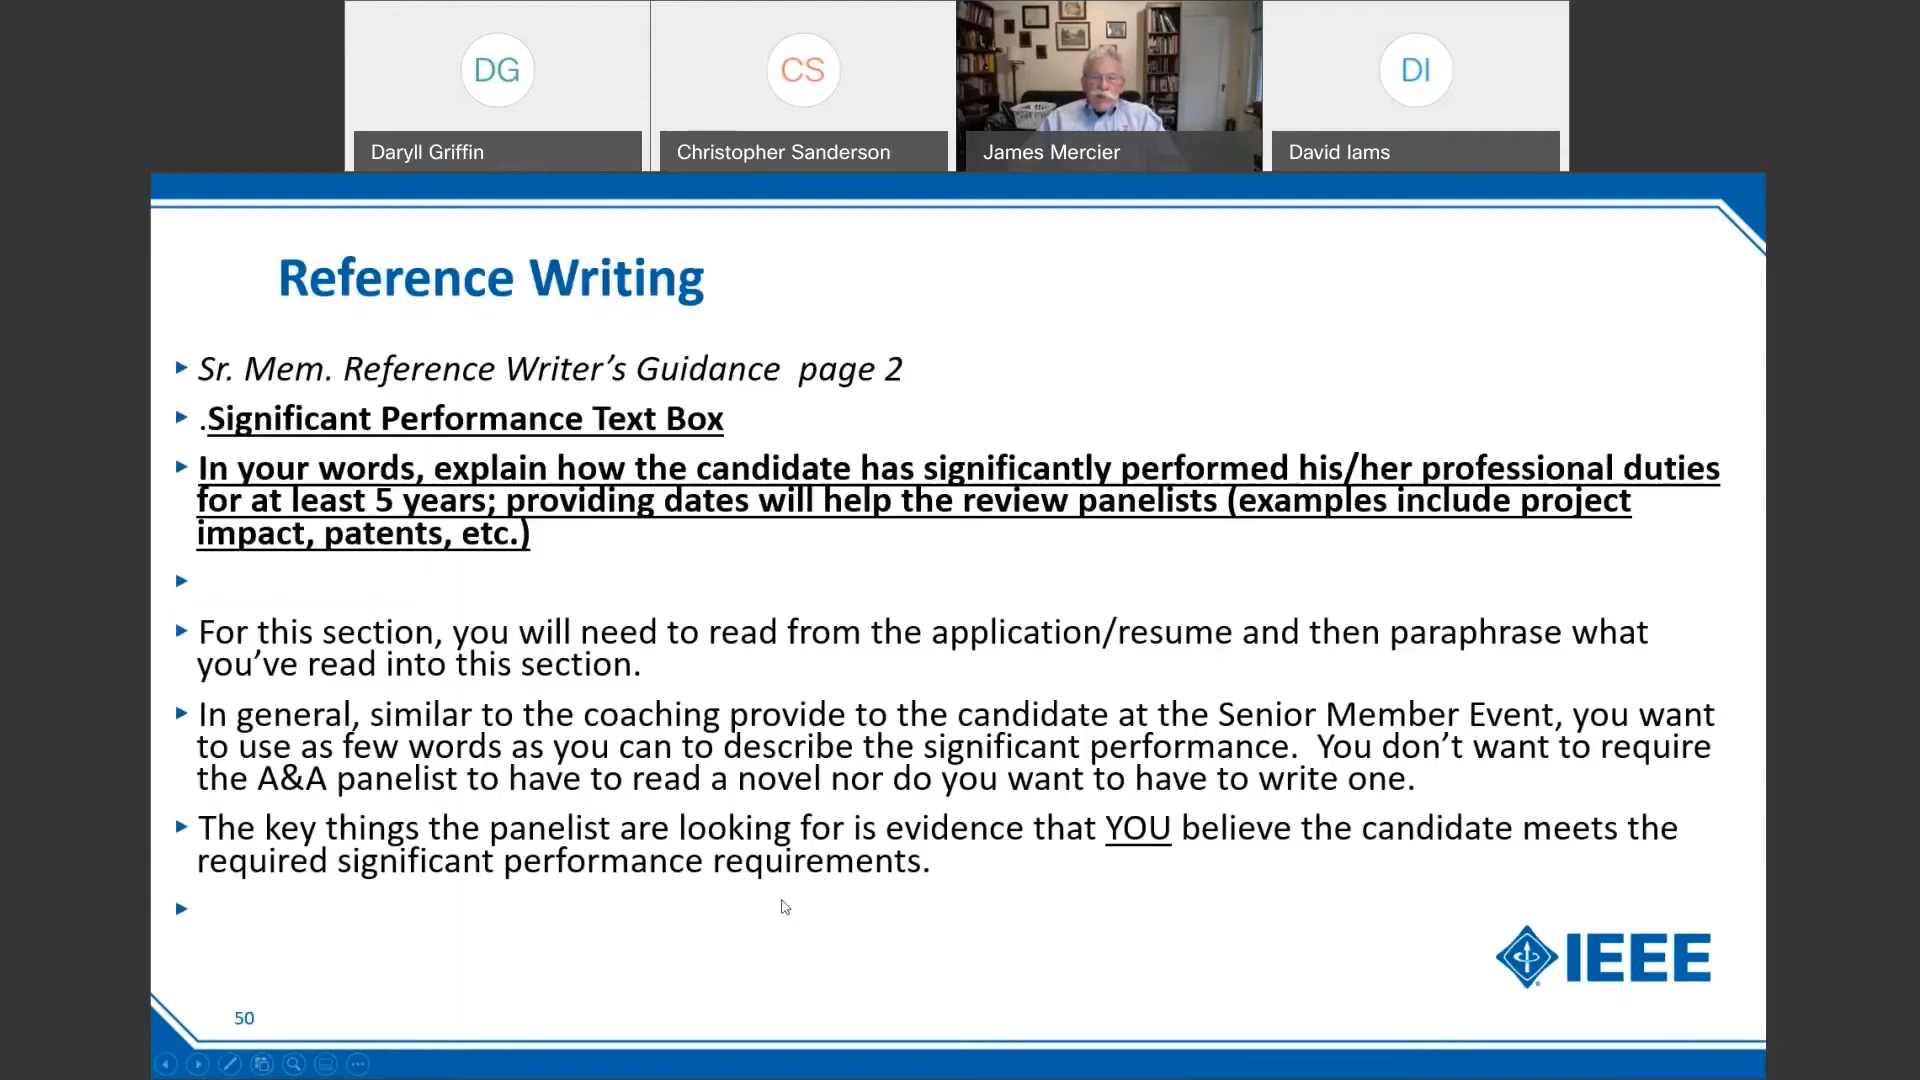 DG
CS
DI
Daryll Griffin
Christopher Sanderson
James Mercier
David Iams
Reference Writing
Sr. Mem. Reference Writer’s Guidance  page 2
.Significant Performance Text Box
In your words, explain how the candidate has significantly performed his/her professional duties
for at least 5 years; providing dates will help the review panelists (examples include project
impact, patents, etc.)
For this section, you will need to read from the application/resume and then paraphrase what
you’ve read into this section.
In general, similar to the coaching provide to the candidate at the Senior Member Event, you want
to use as few words as you can to describe the significant performance.  You don’t want to require
the A&A panelist to have to read a novel nor do you want to have to write one.
The key things the panelist are looking for is evidence that YOU believe the candidate meets the
required significant performance requirements.
IEEE
50